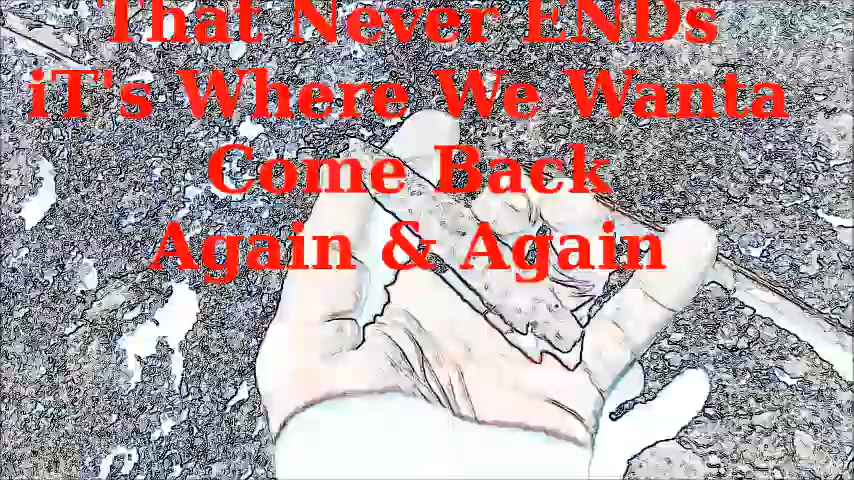 That Never ENDs
iT's Where We Wanta
Come Back
Again & Again